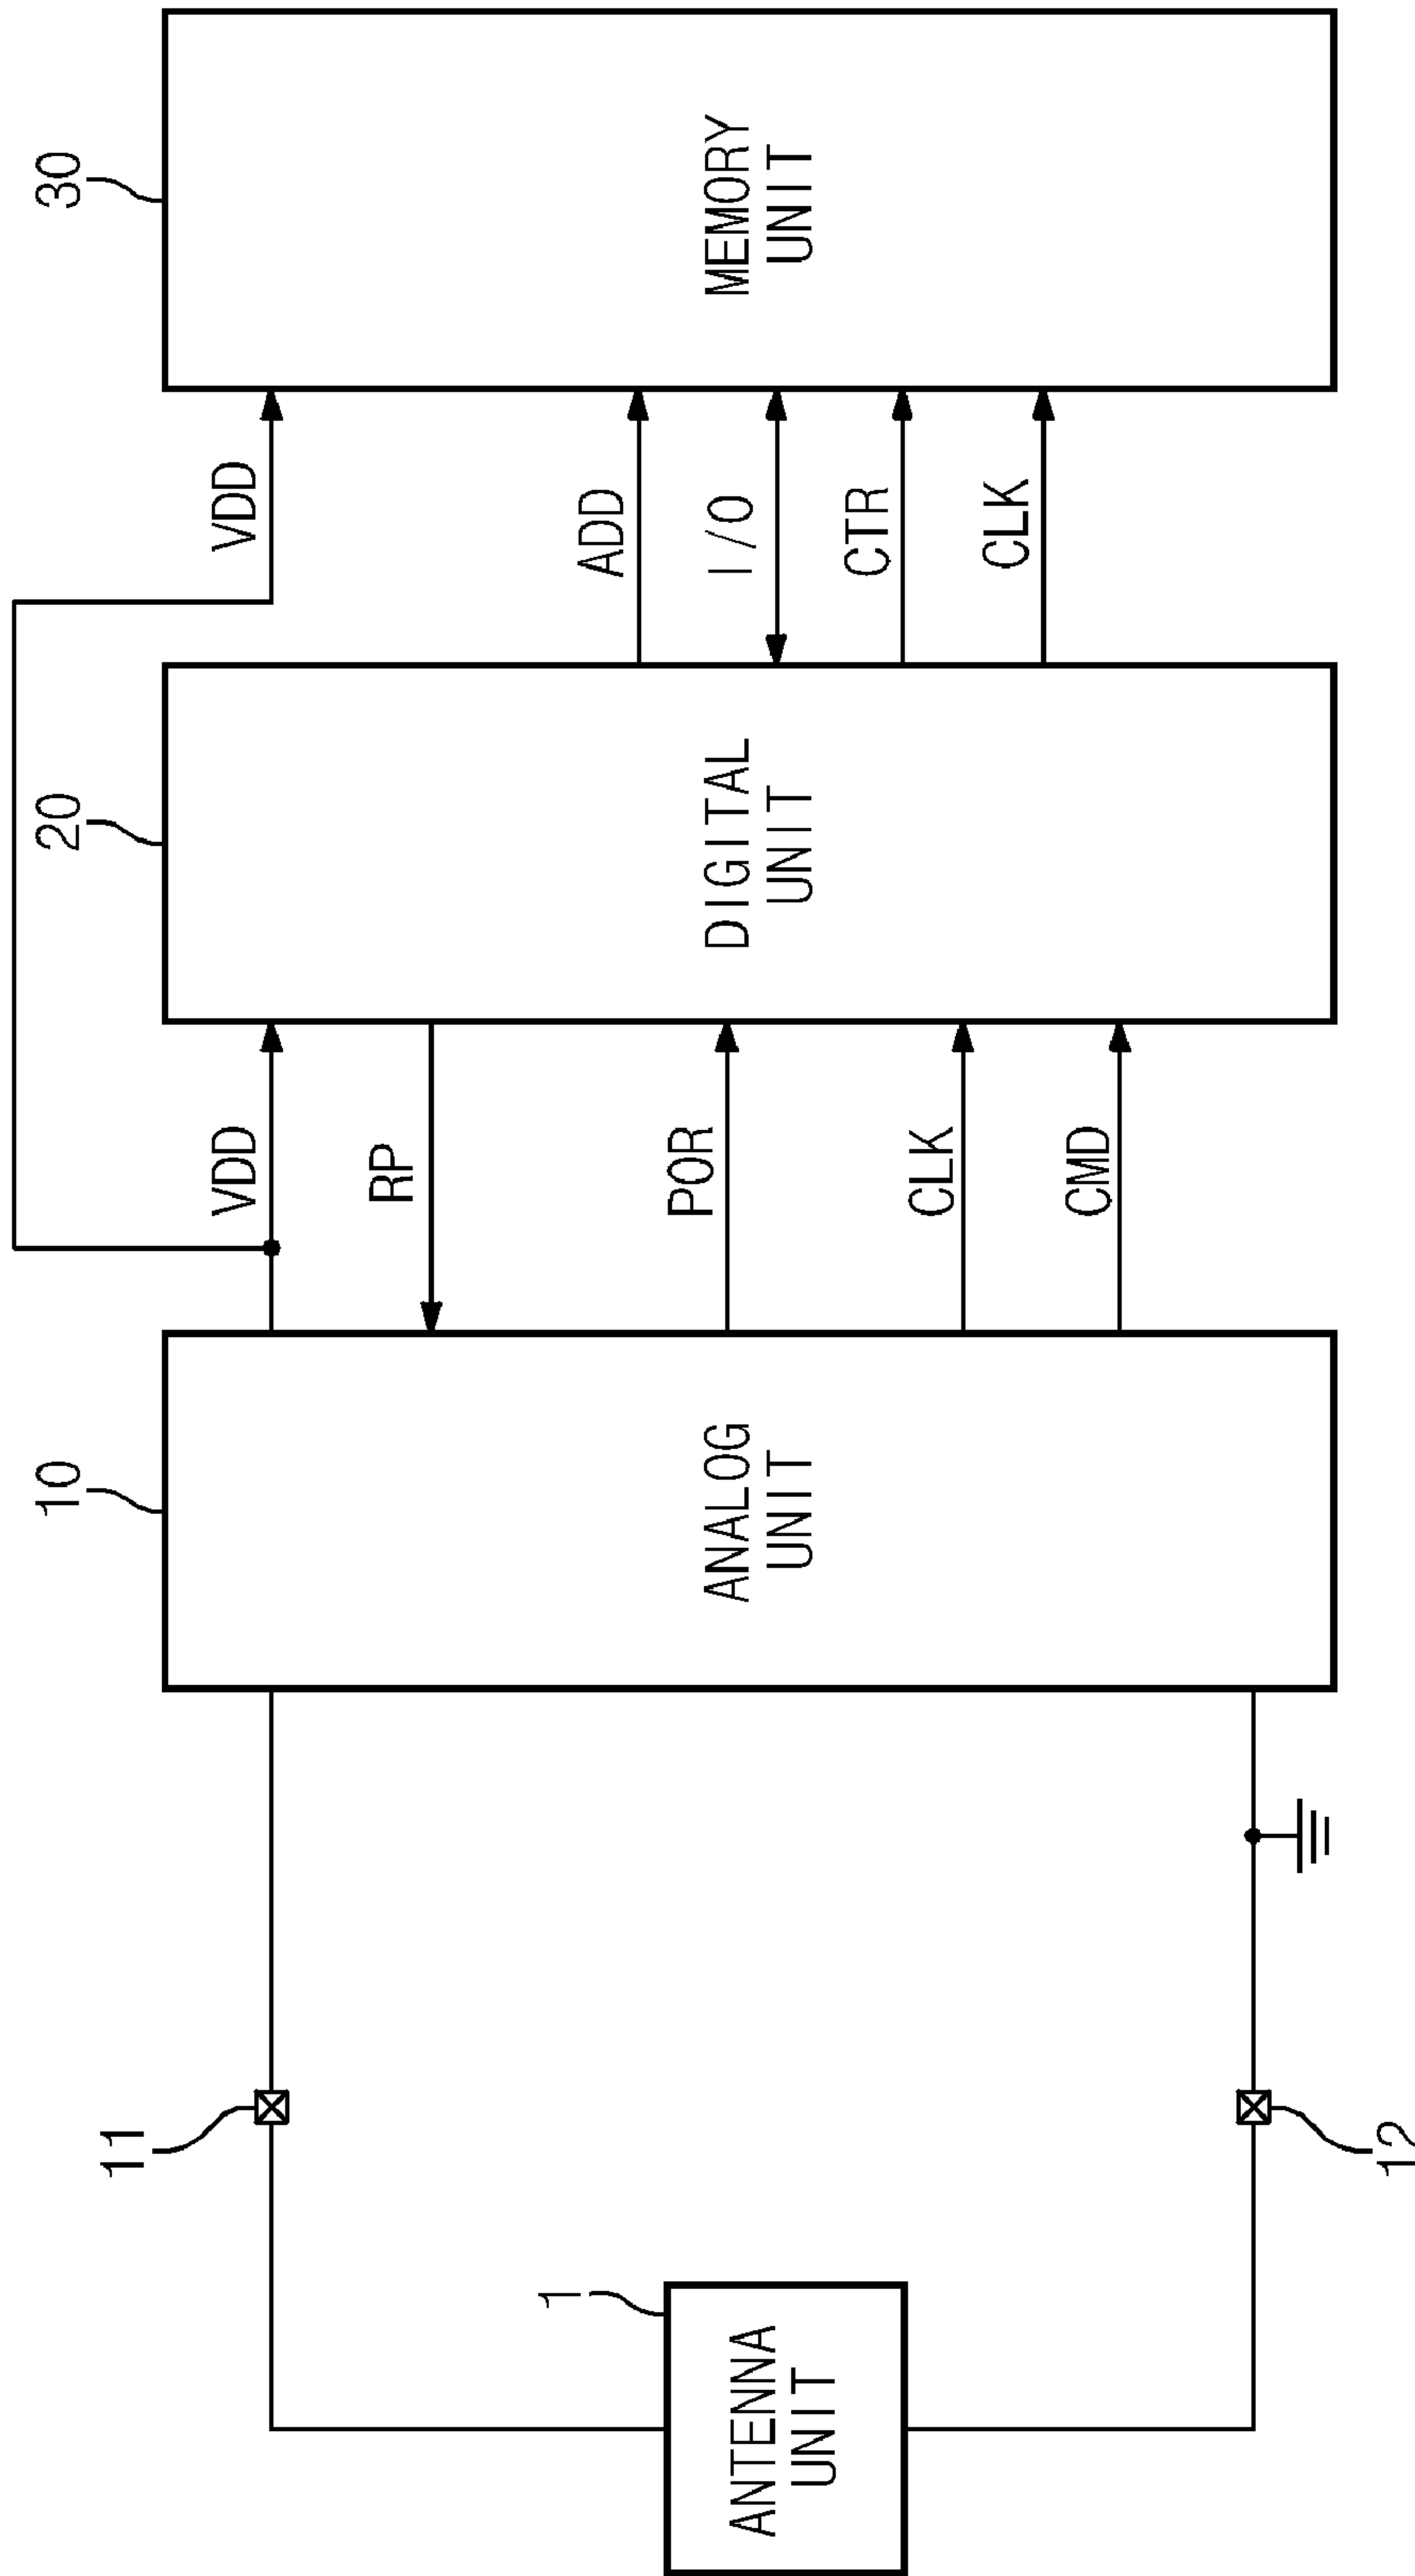 10
20
30
VDD
VDD
11
1
ANTENNA
UNIT
12
ANALOG
UNIT
RP
POR
CLK
CMD
DIGITAL
UNIT
ADD
I/O
CTR
CLK
MEMORY
UNIT